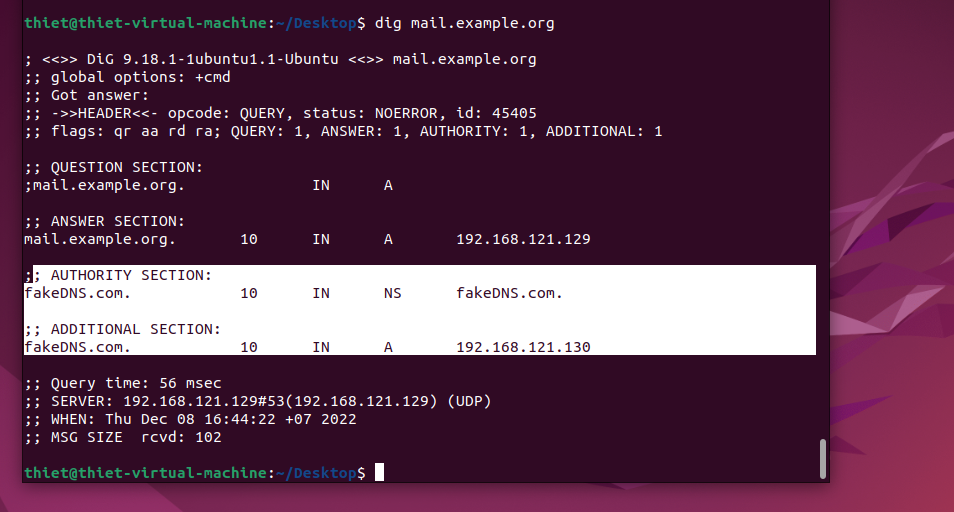 thiet@thiet-virtual-machine:~/Desktop$ dig mail.example.org
; <<>> DiG 9.18.1-1ubuntu1.1-Ubuntu <<>> mail.example.org
;; global options: +cmd
;; Got answer:
;; ->>HEADER<<- opcode: QUERY, status: NOERROR, id: 45405
;; flags: qr aa rd ra; QUERY: 1, ANSWER: 1, AUTHORITY: 1, ADDITIONAL: 1
;; QUESTION SECTION:
;mail.example.org. IN A
;; ANSWER SECTION:
mail.example.org. 10 IN A 192.168.121.129
;; AUTHORITY SECTION:
fakeDNS.com. 10 IN NS fakeDNS.com.
;; ADDITIONAL SECTION:
fakeDNS.com. 10 IN A 192.168.121.130
;; Query time: 56 msec
;; SERVER: 192.168.121.129#53(192.168.121.129) (UDP)
;; WHEN: Thu Dec 08 16:44:22 +07 2022
;; MSG SIZE  rcvd: 102
thiet@thiet-virtual-machine:~/Desktop$